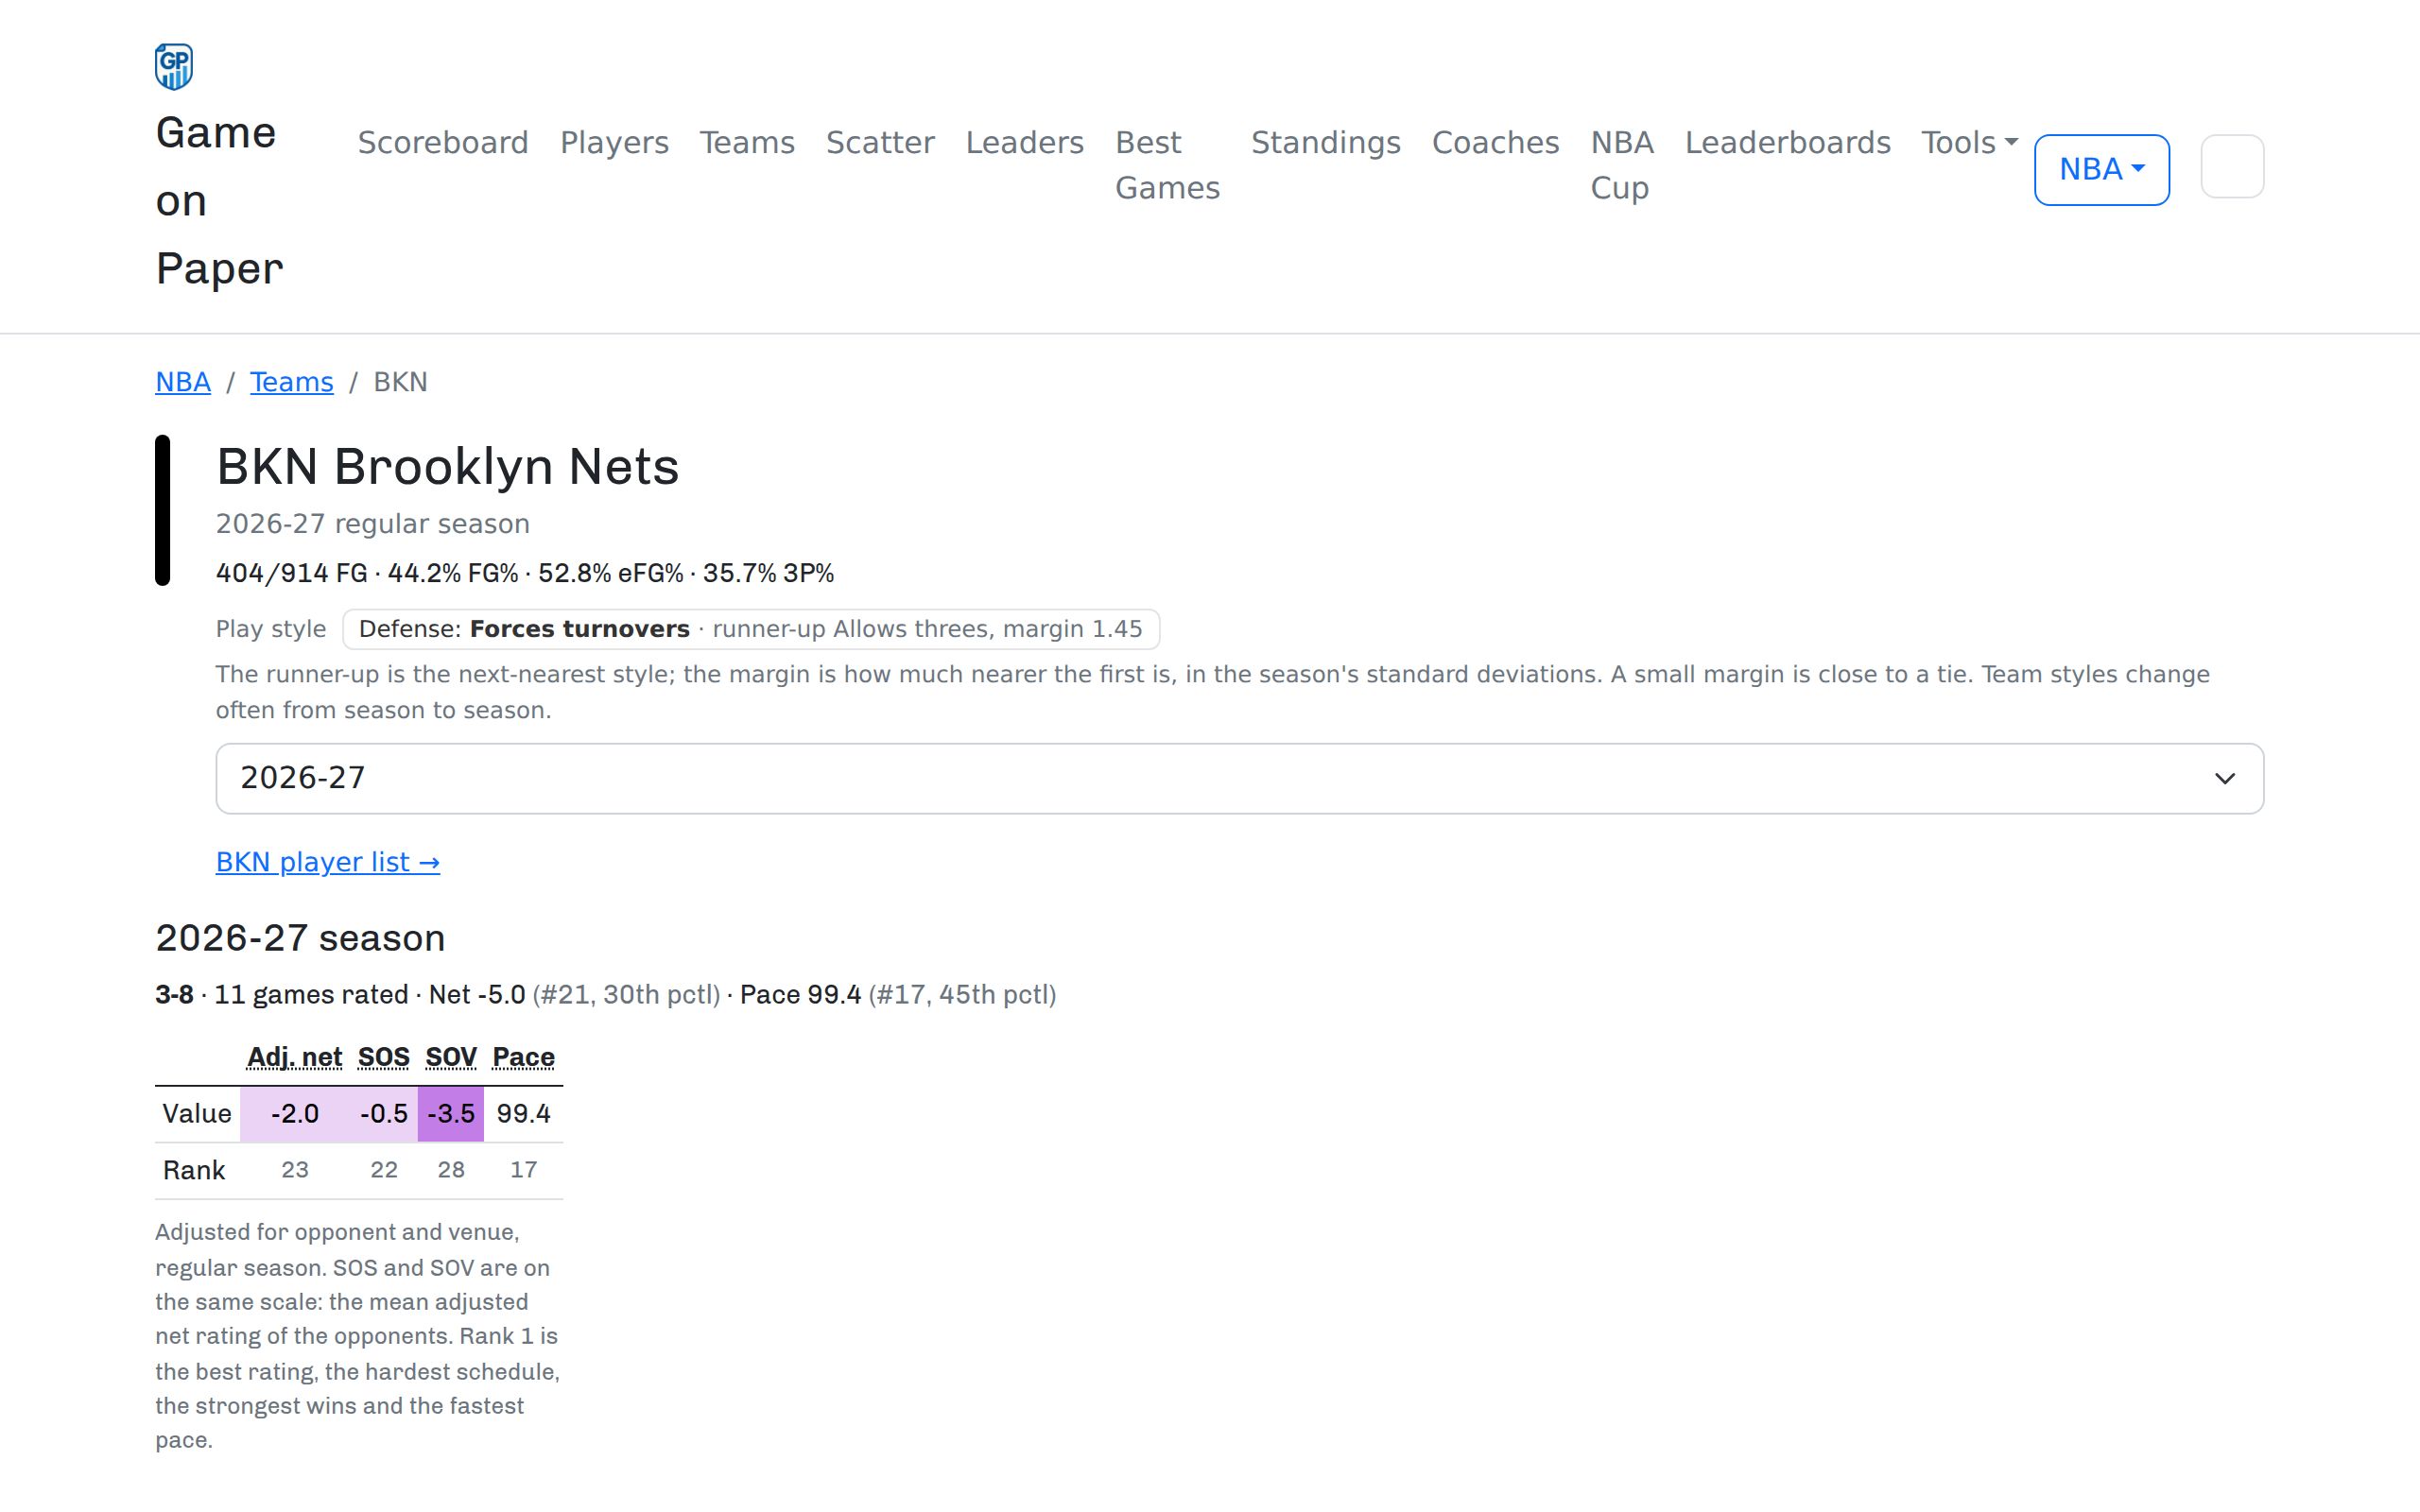 GP
Game
on
Paper
Scoreboard Players Teams Scatter Leaders Best Games Standings Coaches NBA Cup Leaderboards Tools NBA
NBA / Teams / BKN
BKN Brooklyn Nets
2026-27 regular season
404/914 FG · 44.2% FG% · 52.8% eFG% · 35.7% 3P%
Play style Defense: Forces turnovers · runner-up Allows threes, margin 1.45
The runner-up is the next-nearest style; the margin is how much nearer the first is, in the season's standard deviations. A small margin is close to a tie. Team styles change
often from season to season.
2026-27
BKN player list →
2026-27 season
3-8 · 11 games rated · Net -5.0 (#21, 30th pctl) · Pace 99.4 (#17, 45th pctl)
Adj. net SOS SOV Pace
Value -2.0 -0.5 -3.5 99.4
Rank 23 22 28 17
Adjusted for opponent and venue,
regular season. SOS and SOV are on
the same scale: the mean adjusted
net rating of the opponents. Rank 1 is
the best rating, the hardest schedule,
the strongest wins and the fastest
pace.